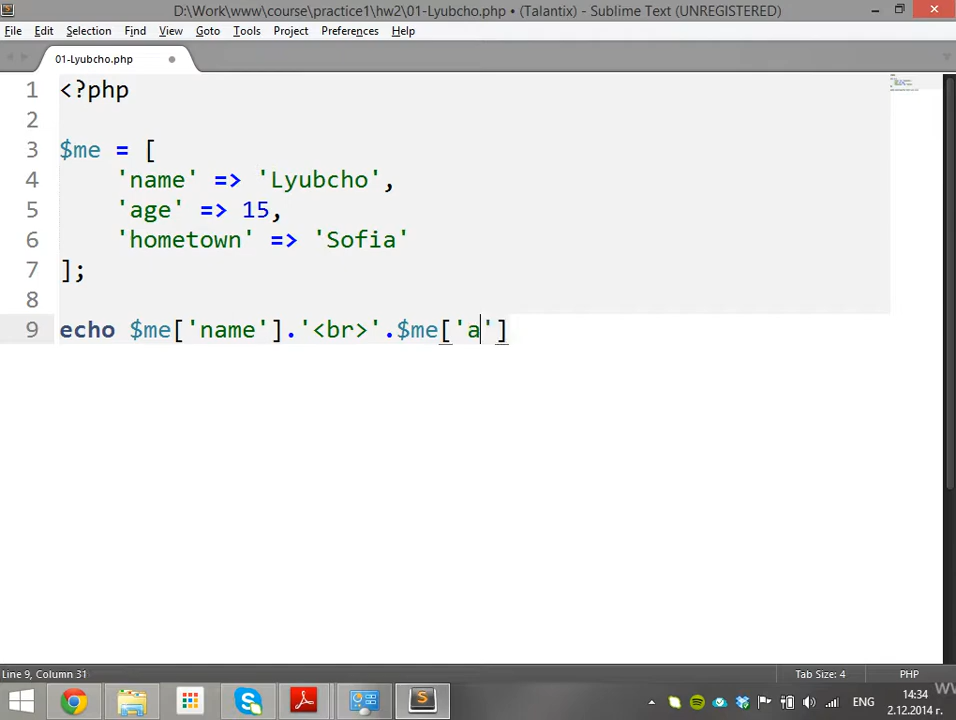 D:\Work\www\course\practice1\hw2\01-Lyubcho.php • (Talantix) - Sublime Text (UNREGISTERED)
File Edit Selection Find View Goto Tools Project Preferences Help
01-Lyubcho.php
1 <?php
2
3 $me = [
4 'name' => 'Lyubcho',
5 'age' => 15,
6 'hometown' => 'Sofia'
7 ];
8
9 echo $me['name'].'<br>'.$me['a']
Line 9, Column 31 Tab Size: 4 PHP
ENG 14:34
2.12.2014 г.